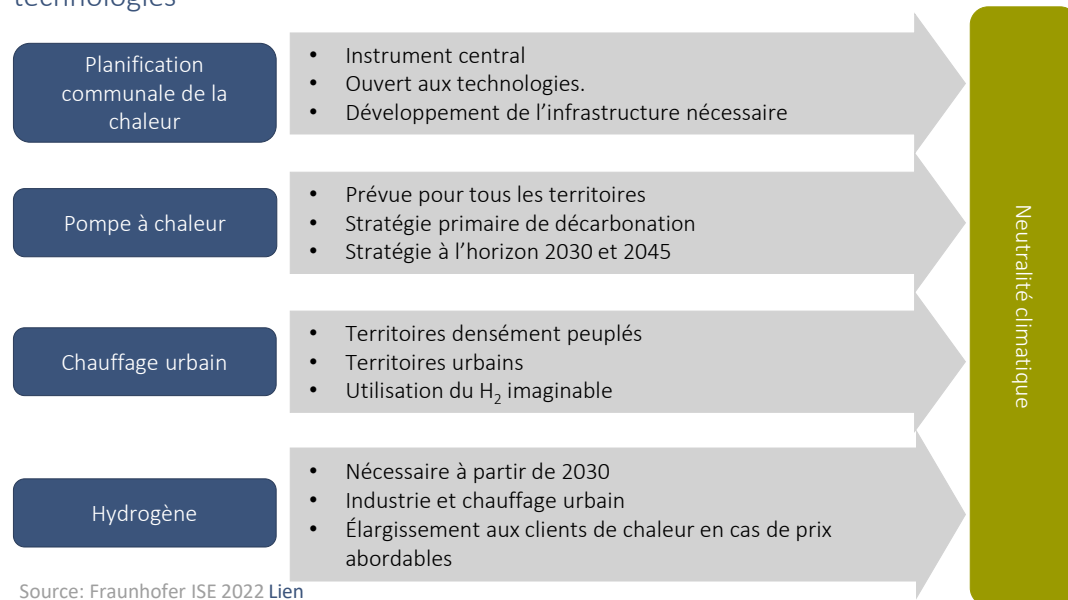 technologies
Planification
communale de la
chaleur
• Instrument central
• Ouvert aux technologies.
• Développement de l'infrastructure nécessaire
Pompe à chaleur
• Prévue pour tous les territoires
• Stratégie primaire de décarbonation
• Stratégie à l'horizon 2030 et 2045
Chauffage urbain
• Territoires densément peuplés
• Territoires urbains
• Utilisation du H₂ imaginable
Hydrogène
• Nécessaire à partir de 2030
• Industrie et chauffage urbain
• Élargissement aux clients de chaleur en cas de prix
abordables
Neutralité climatique
Source: Fraunhofer ISE 2022 Lien